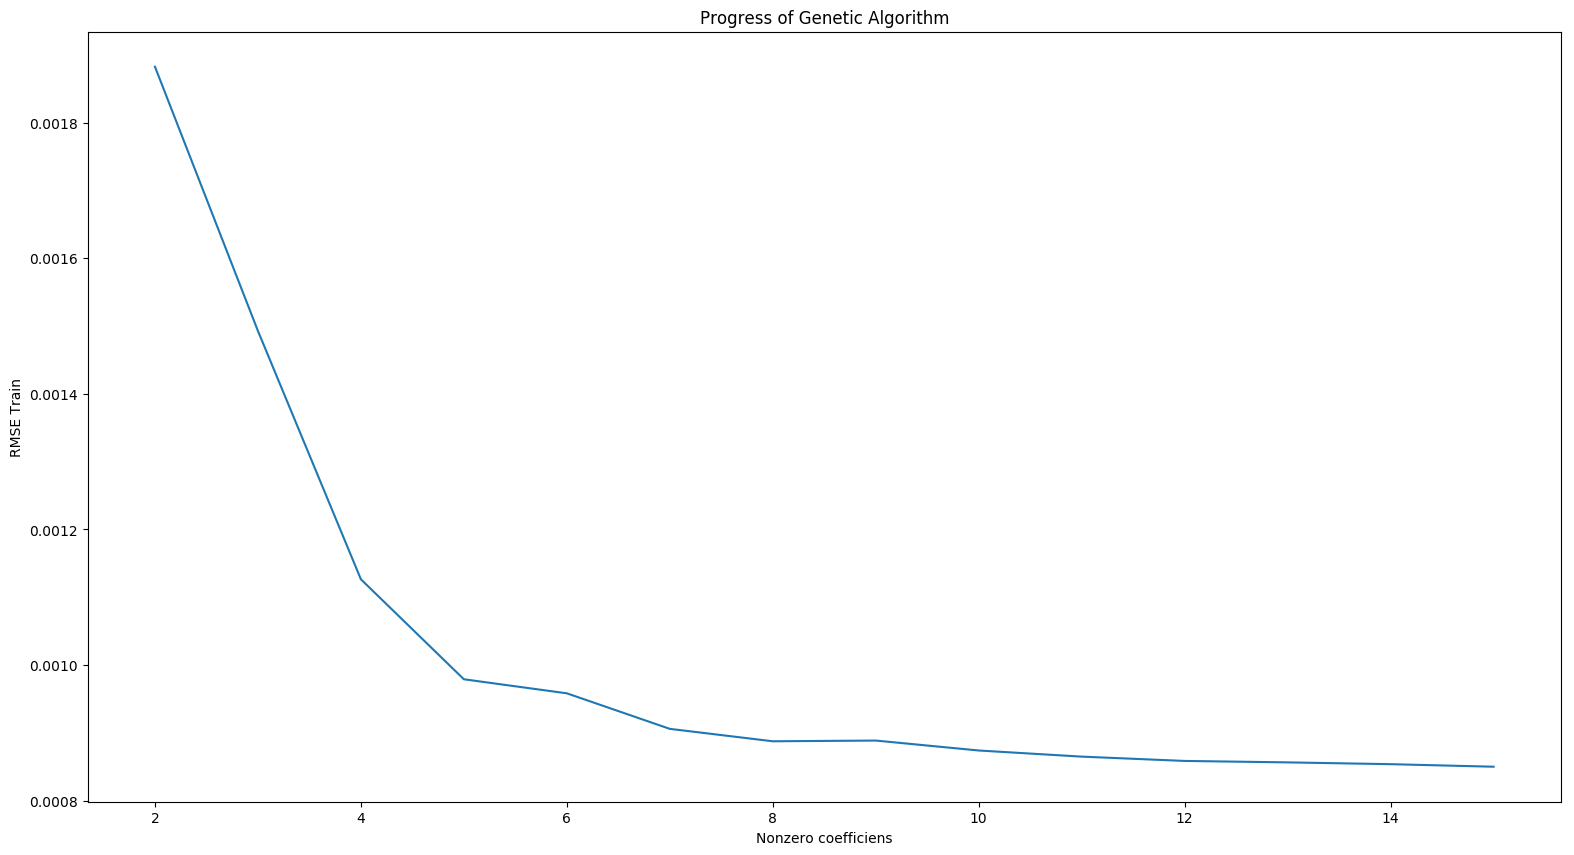 Progress of Genetic Algorithm
RMSE Train
0.0018
0.0016
0.0014
0.0012
0.0010
0.0008
2 4 6 8 10 12 14
Nonzero coefficiens